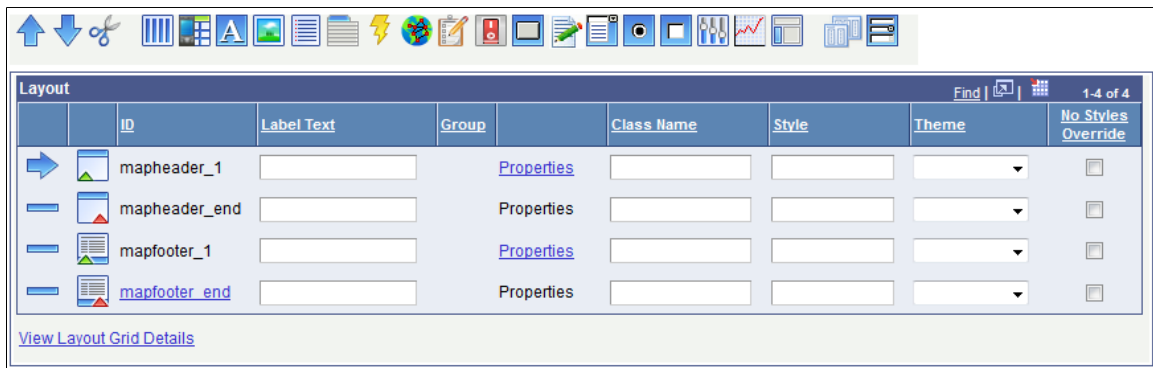 Layout
Find | | 1-4 of 4
ID Label Text Group Class Name Style Theme No Styles Override
mapheader_1 Properties
mapheader_end Properties
mapfooter_1 Properties
mapfooter_end Properties
View Layout Grid Details